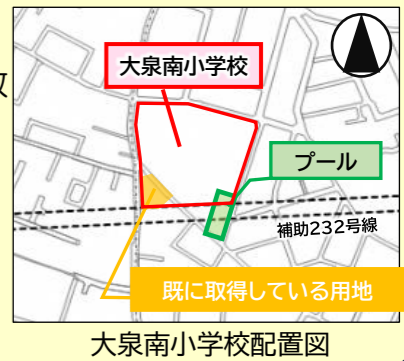 大泉南小学校
プール
補助232号線
既に取得している用地
大泉南小学校配置図